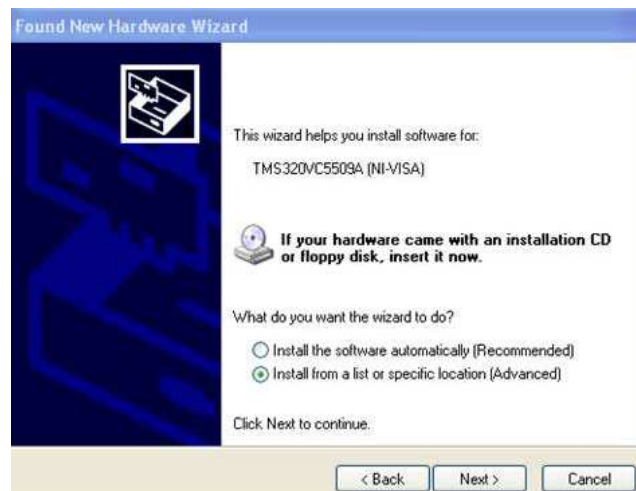 Found New Hardware Wizard
This wizard helps you install software for:
TMS320VC5509A (NI-VISA)
If your hardware came with an installation CD
or floppy disk, insert it now.
What do you want the wizard to do?
Install the software automatically (Recommended)
Install from a list or specific location (Advanced)
Click Next to continue.
< Back Next > Cancel